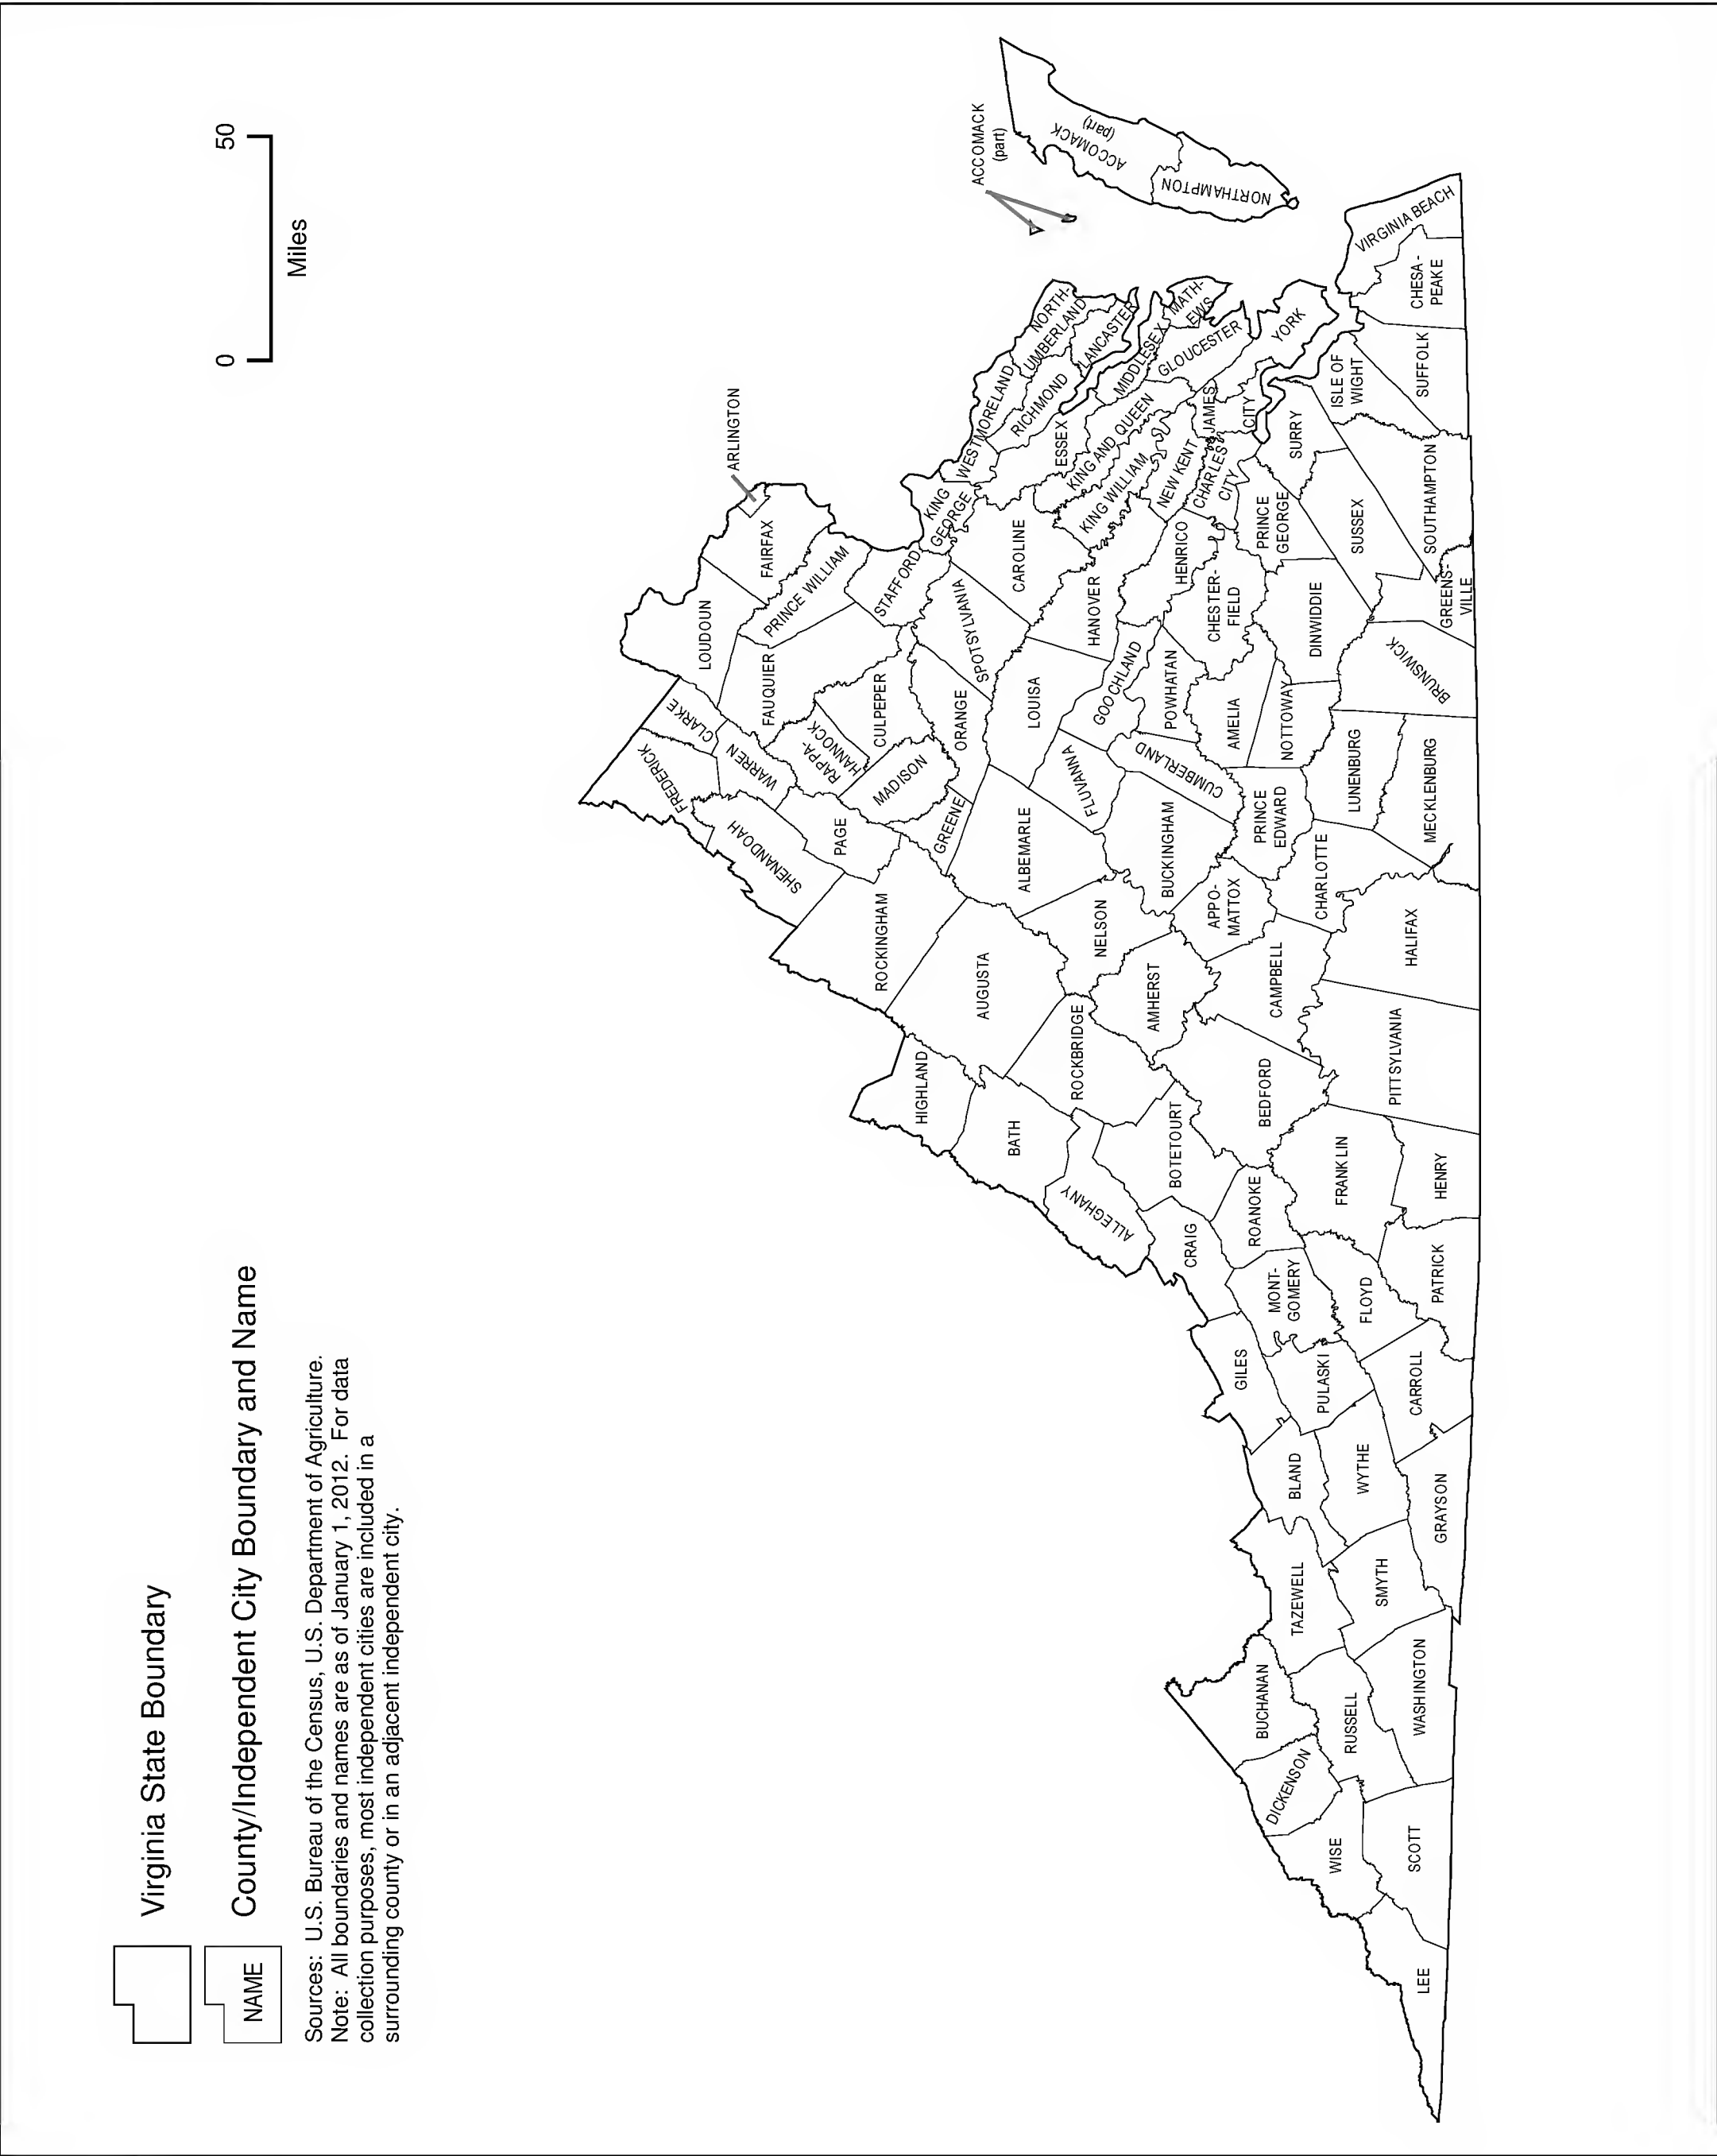 Virginia State Boundary
NAME
County/Independent City Boundary and Name
Sources: U.S. Bureau of the Census, U.S. Department of Agriculture.
Note: All boundaries and names are as of January 1, 2012. For data
collection purposes, most independent cities are included in a
surrounding county or in an adjacent independent city.
0
50
Miles
ARLINGTON
ACCOMACK
(part)
ACCOMACK
(part)
NORTHAMPTON
FREDERICK
CLARKE
LOUDOUN
FAIRFAX
WARREN
FAUQUIER
PRINCE WILLIAM
SHENANDOAH
RAPPA-
HANNOCK
PAGE
CULPEPER
STAFFORD
MADISON
ROCKINGHAM
GREENE
ORANGE
SPOTSYLVANIA
KING
GEORGE
WESTMORELAND
NORTH-
UMBERLAND
RICHMOND
LANCASTER
ESSEX
CAROLINE
HIGHLAND
AUGUSTA
ALBEMARLE
LOUISA
HANOVER
KING AND QUEEN
KING WILLIAM
MIDDLESEX
MATH-
EWS
GLOUCESTER
BATH
ROCKBRIDGE
NELSON
FLUVANNA
GOOCHLAND
HENRICO
NEW KENT
JAMES
CITY
CHARLES
CITY
YORK
ALLEGHANY
BOTETOURT
AMHERST
BUCKINGHAM
CUMBERLAND
POWHATAN
CHESTER-
FIELD
PRINCE
GEORGE
SURRY
ISLE OF
WIGHT
CRAIG
ROANOKE
BEDFORD
CAMPBELL
APPO-
MATTOX
PRINCE
EDWARD
AMELIA
NOTTOWAY
DINWIDDIE
SUSSEX
SOUTHAMPTON
SUFFOLK
CHESA-
PEAKE
VIRGINIA BEACH
GILES
MONT-
GOMERY
FLOYD
FRANKLIN
PITTSYLVANIA
CHARLOTTE
LUNENBURG
BRUNSWICK
GREENS-
VILLE
BUCHANAN
TAZEWELL
BLAND
PULASKI
WYTHE
CARROLL
PATRICK
HENRY
HALIFAX
MECKLENBURG
DICKENSON
WISE
RUSSELL
SMYTH
GRAYSON
LEE
SCOTT
WASHINGTON